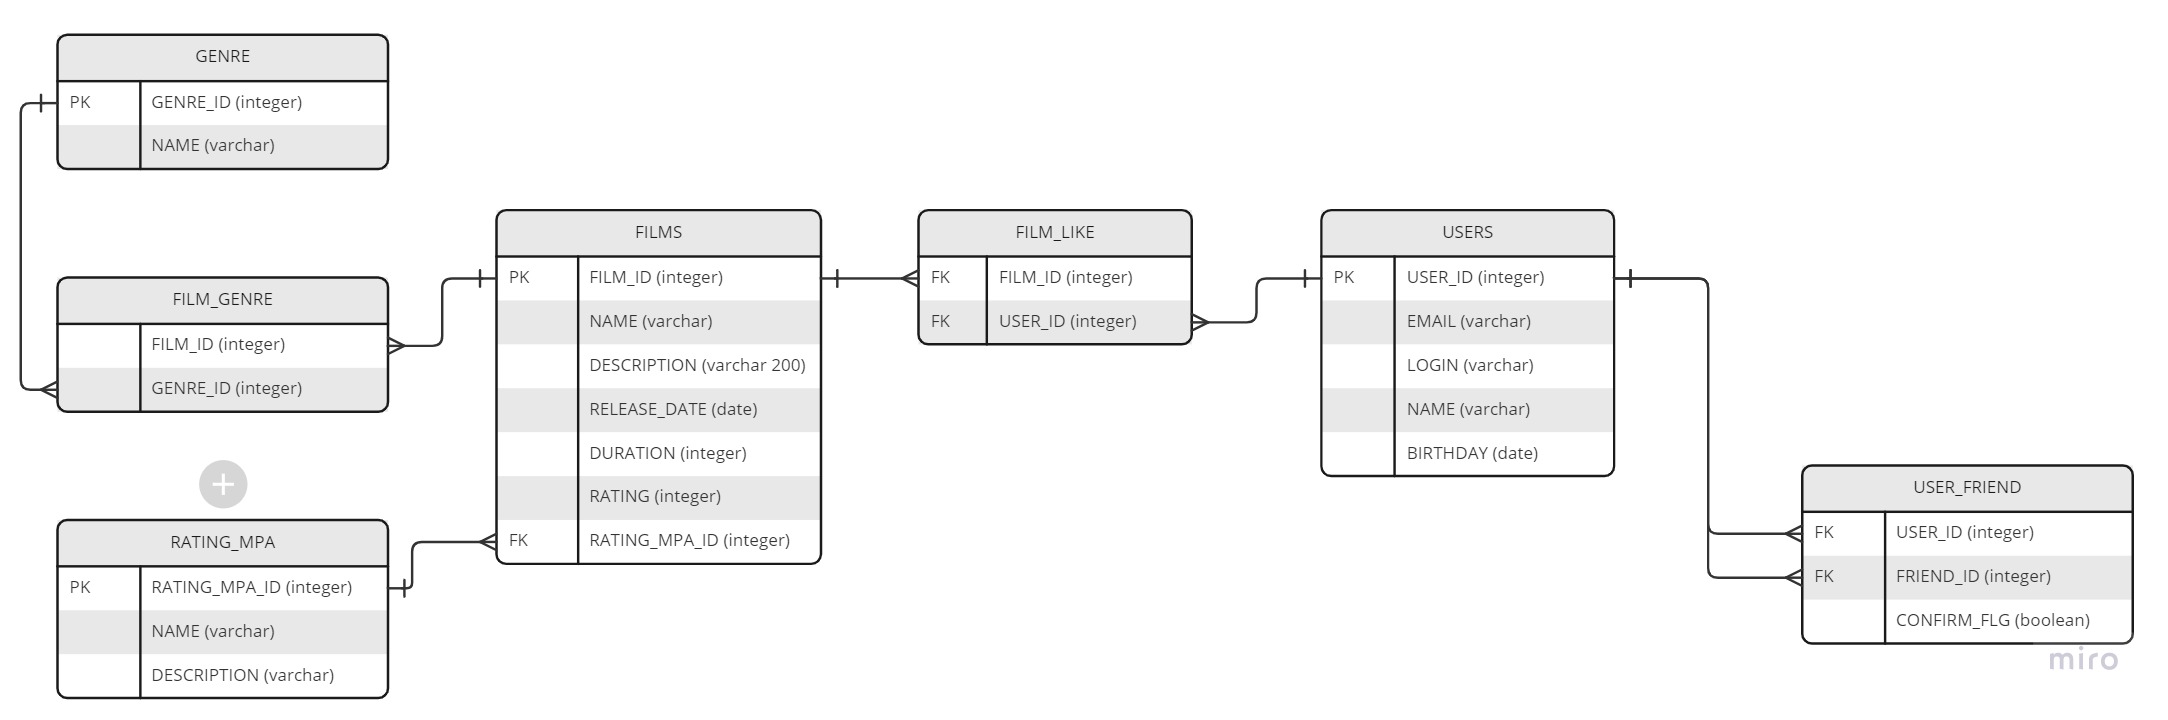 GENRE
PK GENRE_ID (integer)
NAME (varchar)
FILM_GENRE
FILM_ID (integer)
GENRE_ID (integer)
RATING_MPA
PK RATING_MPA_ID (integer)
NAME (varchar)
DESCRIPTION (varchar)
FILMS
PK FILM_ID (integer)
NAME (varchar)
DESCRIPTION (varchar 200)
RELEASE_DATE (date)
DURATION (integer)
RATING (integer)
FK RATING_MPA_ID (integer)
FILM_LIKE
FK FILM_ID (integer)
FK USER_ID (integer)
USERS
PK USER_ID (integer)
EMAIL (varchar)
LOGIN (varchar)
NAME (varchar)
BIRTHDAY (date)
USER_FRIEND
FK USER_ID (integer)
FK FRIEND_ID (integer)
CONFIRM_FLG (boolean)
miro